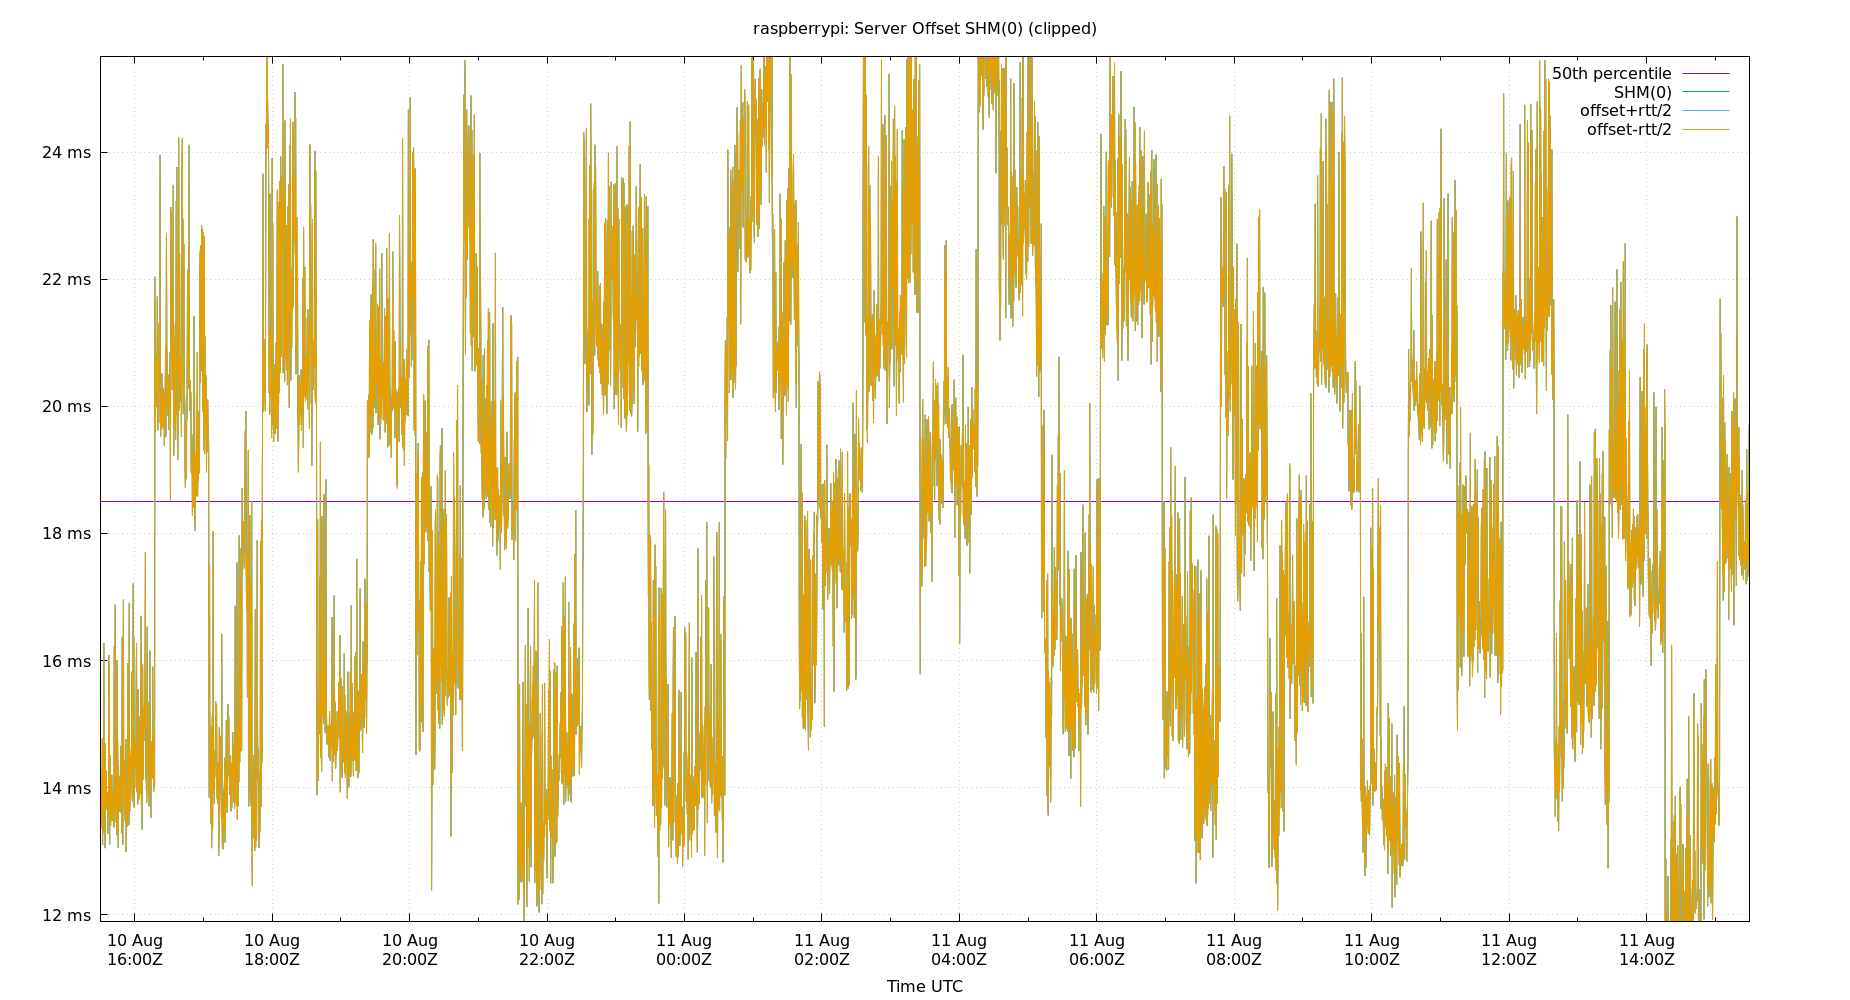 raspberrypi: Server Offset SHM(0) (clipped)
50th percentile
SHM(0)
offset+rtt/2
offset-rtt/2
24 ms
22 ms
20 ms
18 ms
16 ms
14 ms
12 ms
10 Aug 10 Aug 10 Aug 10 Aug 11 Aug 11 Aug 11 Aug 11 Aug 11 Aug 11 Aug 11 Aug 11 Aug
16:00Z 18:00Z 20:00Z 22:00Z 00:00Z 02:00Z 04:00Z 06:00Z 08:00Z 10:00Z 12:00Z 14:00Z
Time UTC